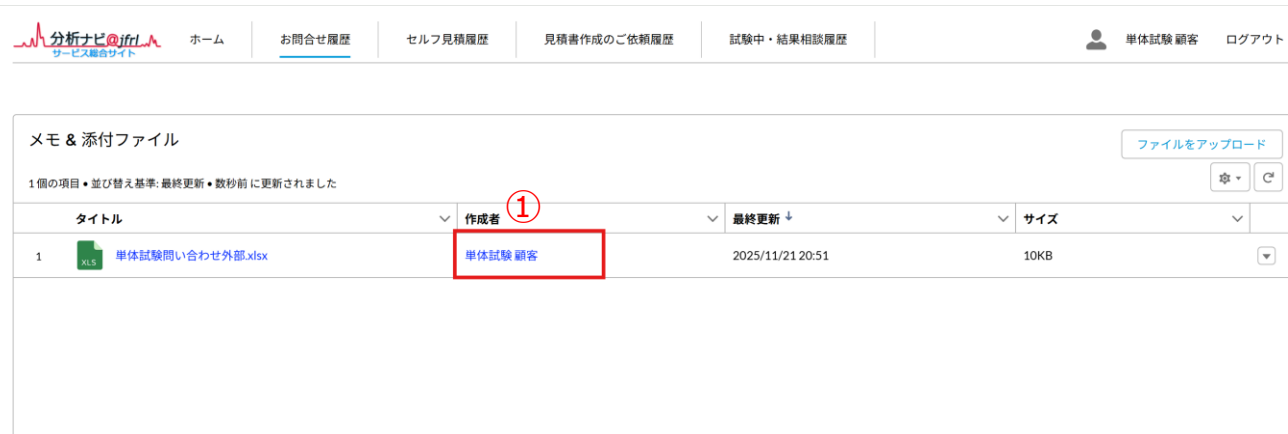 分析ナビ@jfrl
サービス総合サイト
ホーム
お問合せ履歴
セルフ見積履歴
見積書作成のご依頼履歴
試験中・結果相談履歴
単体試験 顧客
ログアウト
メモ & 添付ファイル
ファイルをアップロード
1 個の項目 • 並び替え基準: 最終更新 • 数秒前 に更新されました
タイトル
作成者
①
最終更新
サイズ
1
XLS
単体試験問い合わせ外部.xlsx
単体試験 顧客
2025/11/21 20:51
10KB